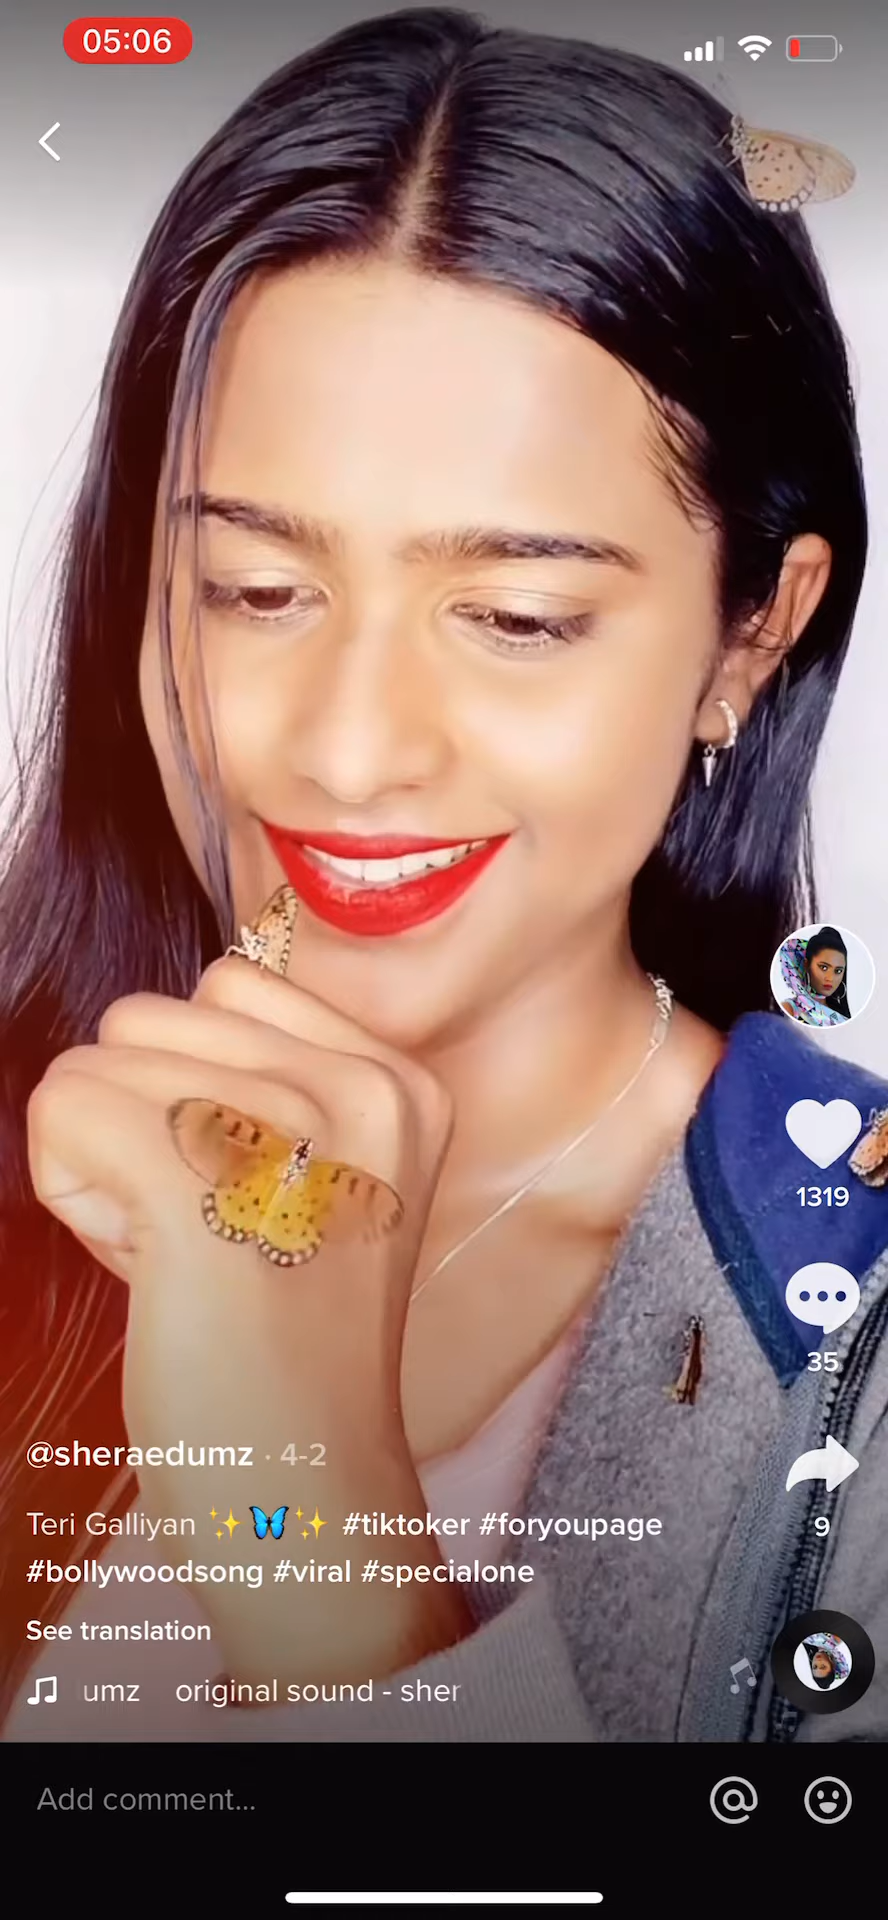 05:06
1319
35
@sheraedumz · 4-2
Teri Galliyan ✨🦋✨ #tiktoker #foryoupage
9
#bollywoodsong #viral #specialone
See translation
umz original sound - sher
Add comment...